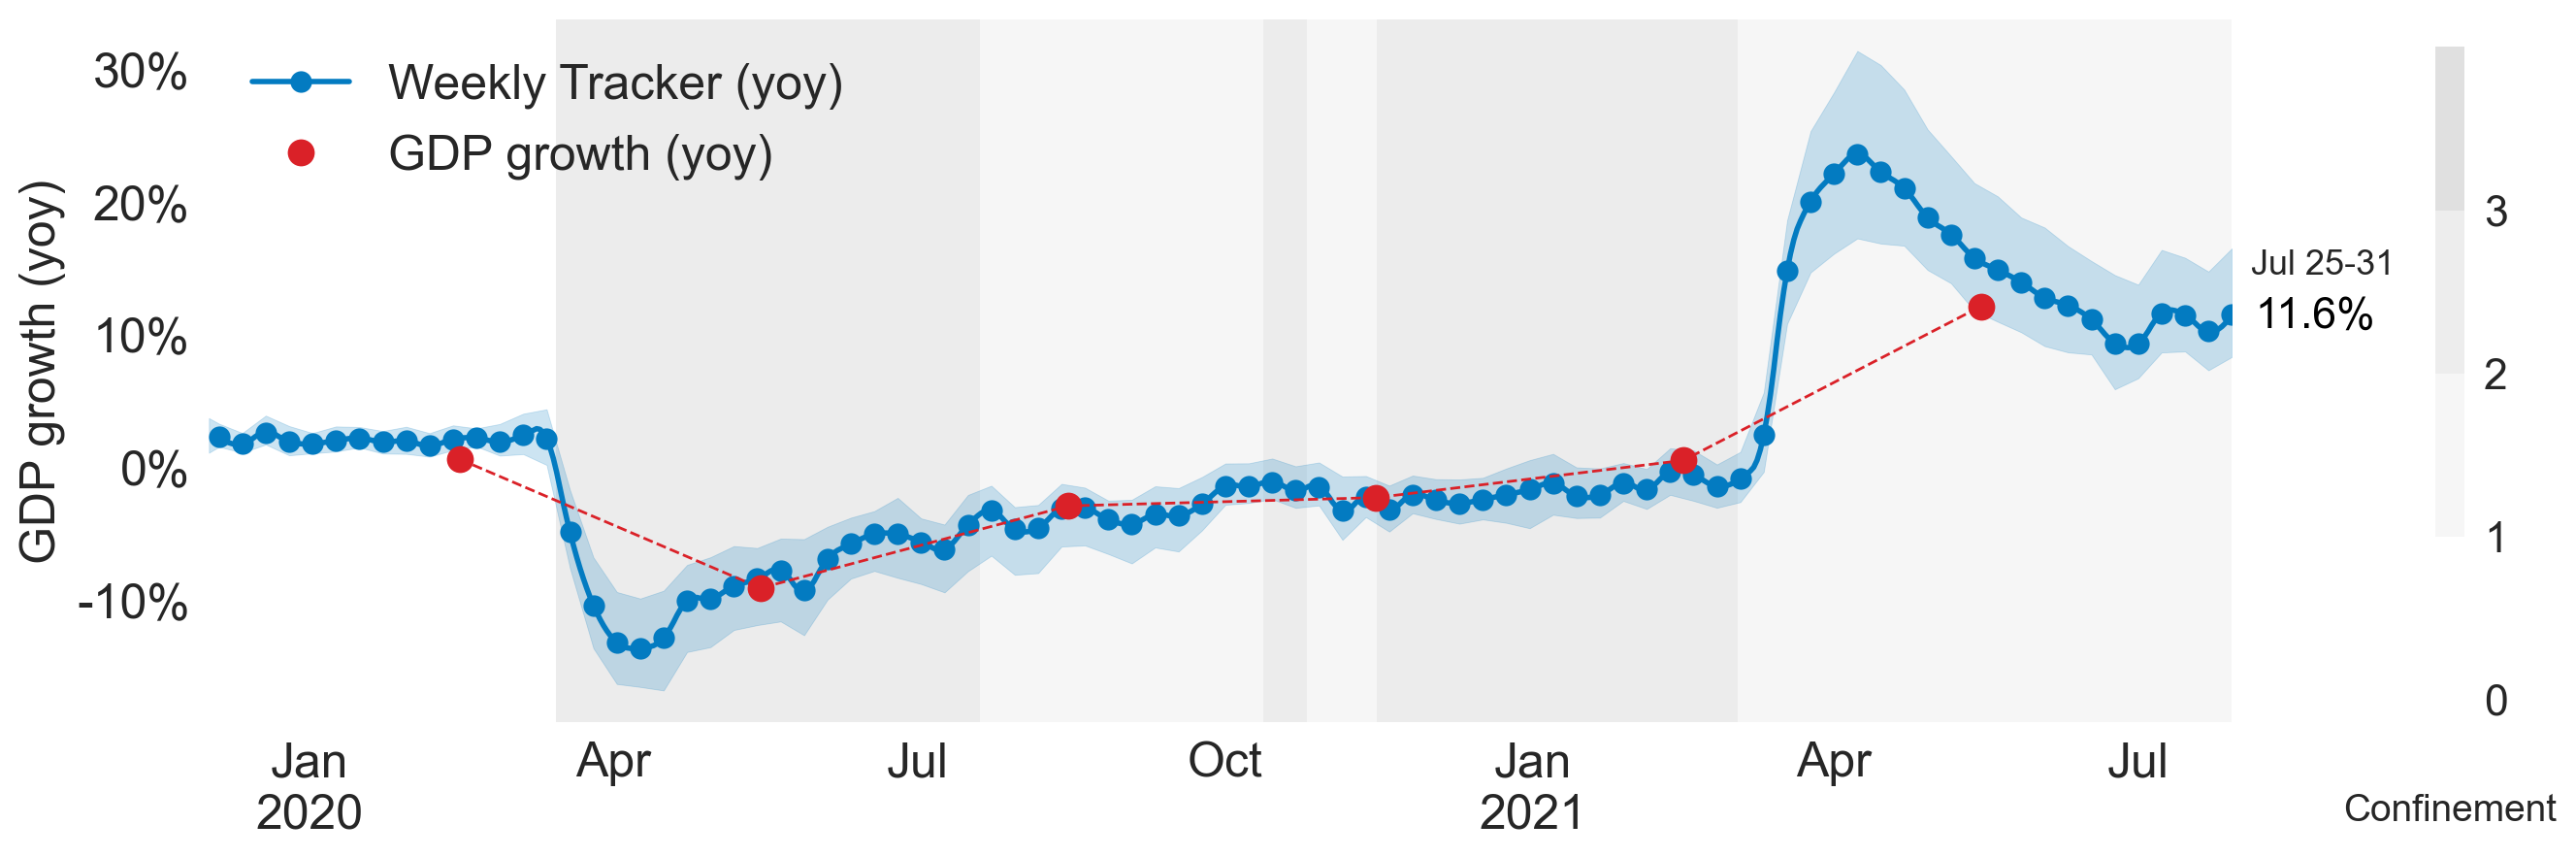 30%
20%
10%
0%
-10%
GDP growth (yoy)
Weekly Tracker (yoy)
GDP growth (yoy)
Jan
2020
Apr
Jul
Oct
Jan
2021
Apr
Jul
Jul 25-31
11.6%
3
2
1
0
Confinement